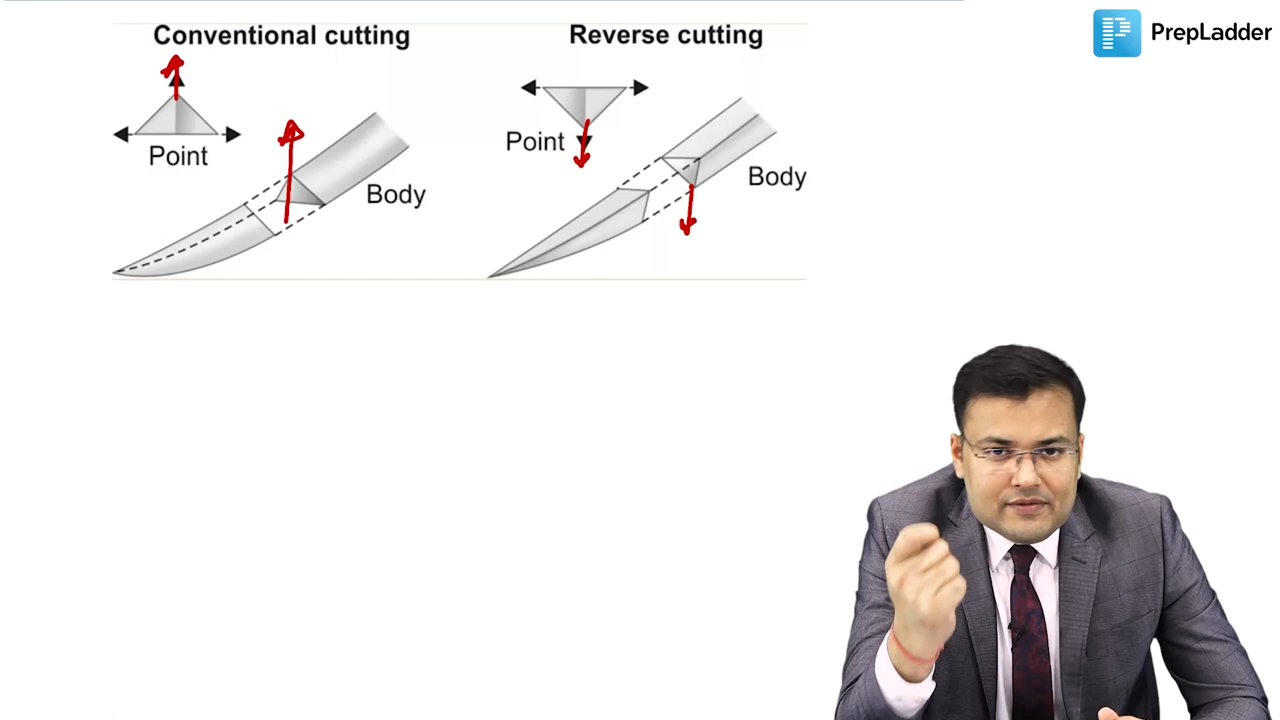 Conventional cutting
Reverse cutting
PrepLadder
Point
Body
Point
Body